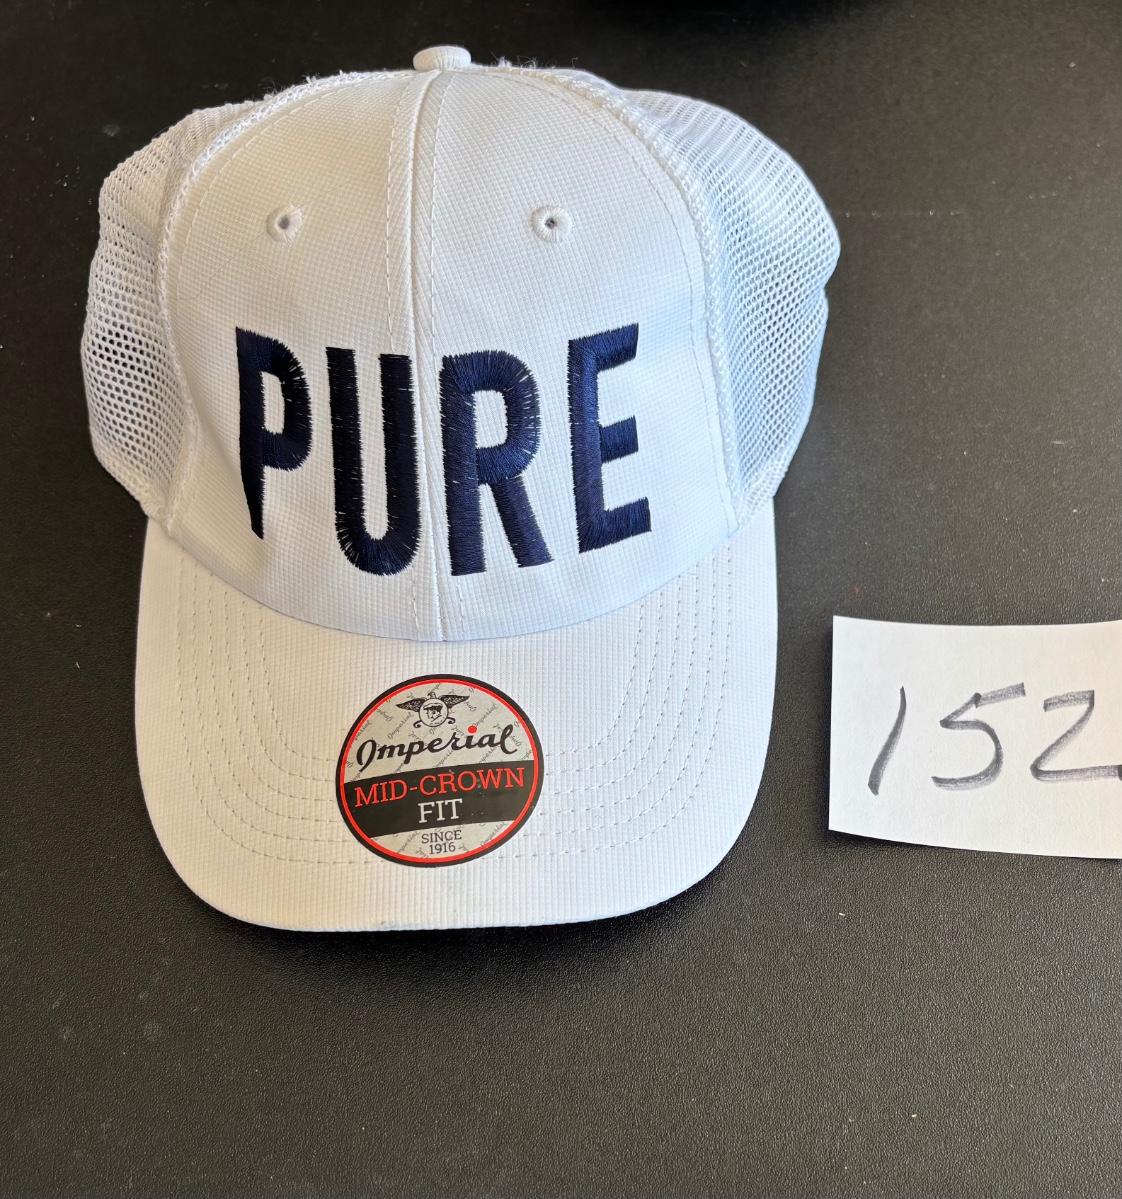 PURE
Imperial
MID-CROWN
FIT
SINCE
1916
152